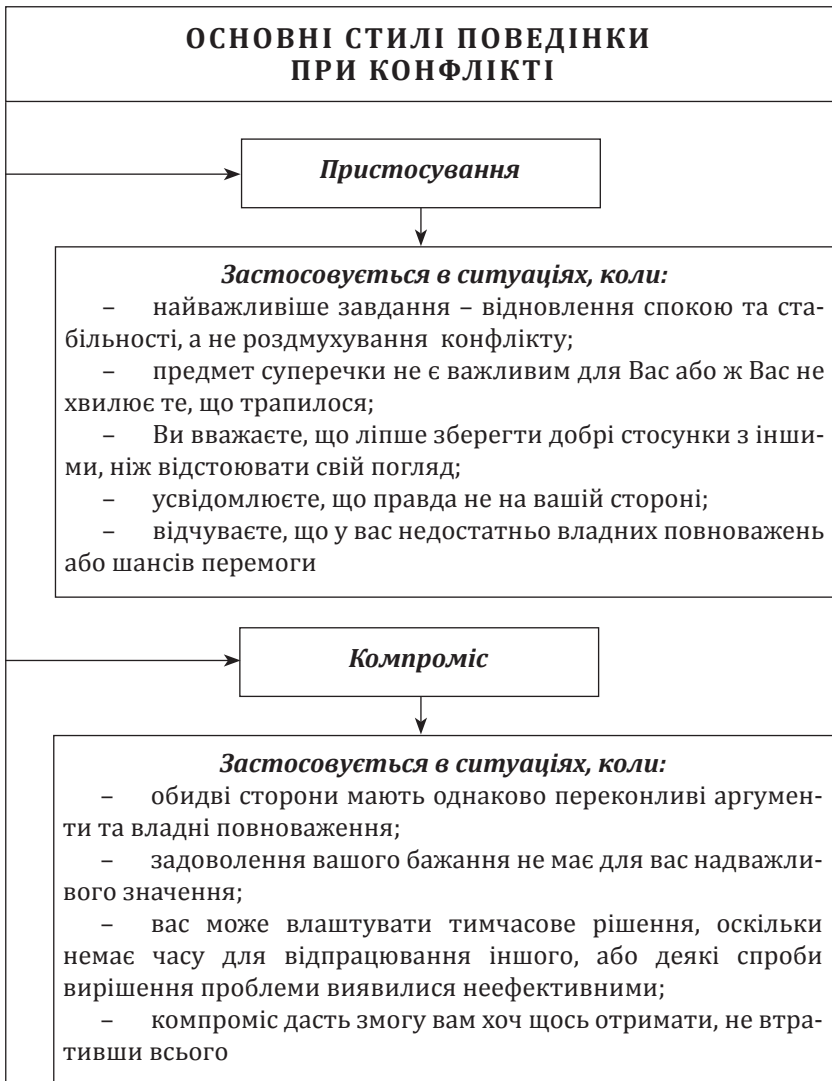 ОСНОВНІ СТИЛІ ПОВЕДІНКИ
ПРИ КОНФЛІКТІ
Пристосування
Застосовується в ситуаціях, коли:
– найважливіше завдання – відновлення спокою та ста-
більності, а не роздмухування конфлікту;
– предмет суперечки не є важливим для Вас або ж Вас не
хвилює те, що трапилося;
– Ви вважаєте, що ліпше зберегти добрі стосунки з інши-
ми, ніж відстоювати свій погляд;
– усвідомлюєте, що правда не на вашій стороні;
– відчуваєте, що у вас недостатньо владних повноважень
або шансів перемоги
Компроміс
Застосовується в ситуаціях, коли:
– обидві сторони мають однаково переконливі аргумен-
ти та владні повноваження;
– задоволення вашого бажання не має для вас надважли-
вого значення;
– вас може влаштувати тимчасове рішення, оскільки
немає часу для відпрацювання іншого, або деякі спроби
вирішення проблеми виявилися неефективними;
– компроміс дасть змогу вам хоч щось отримати, не втра-
тивши всього